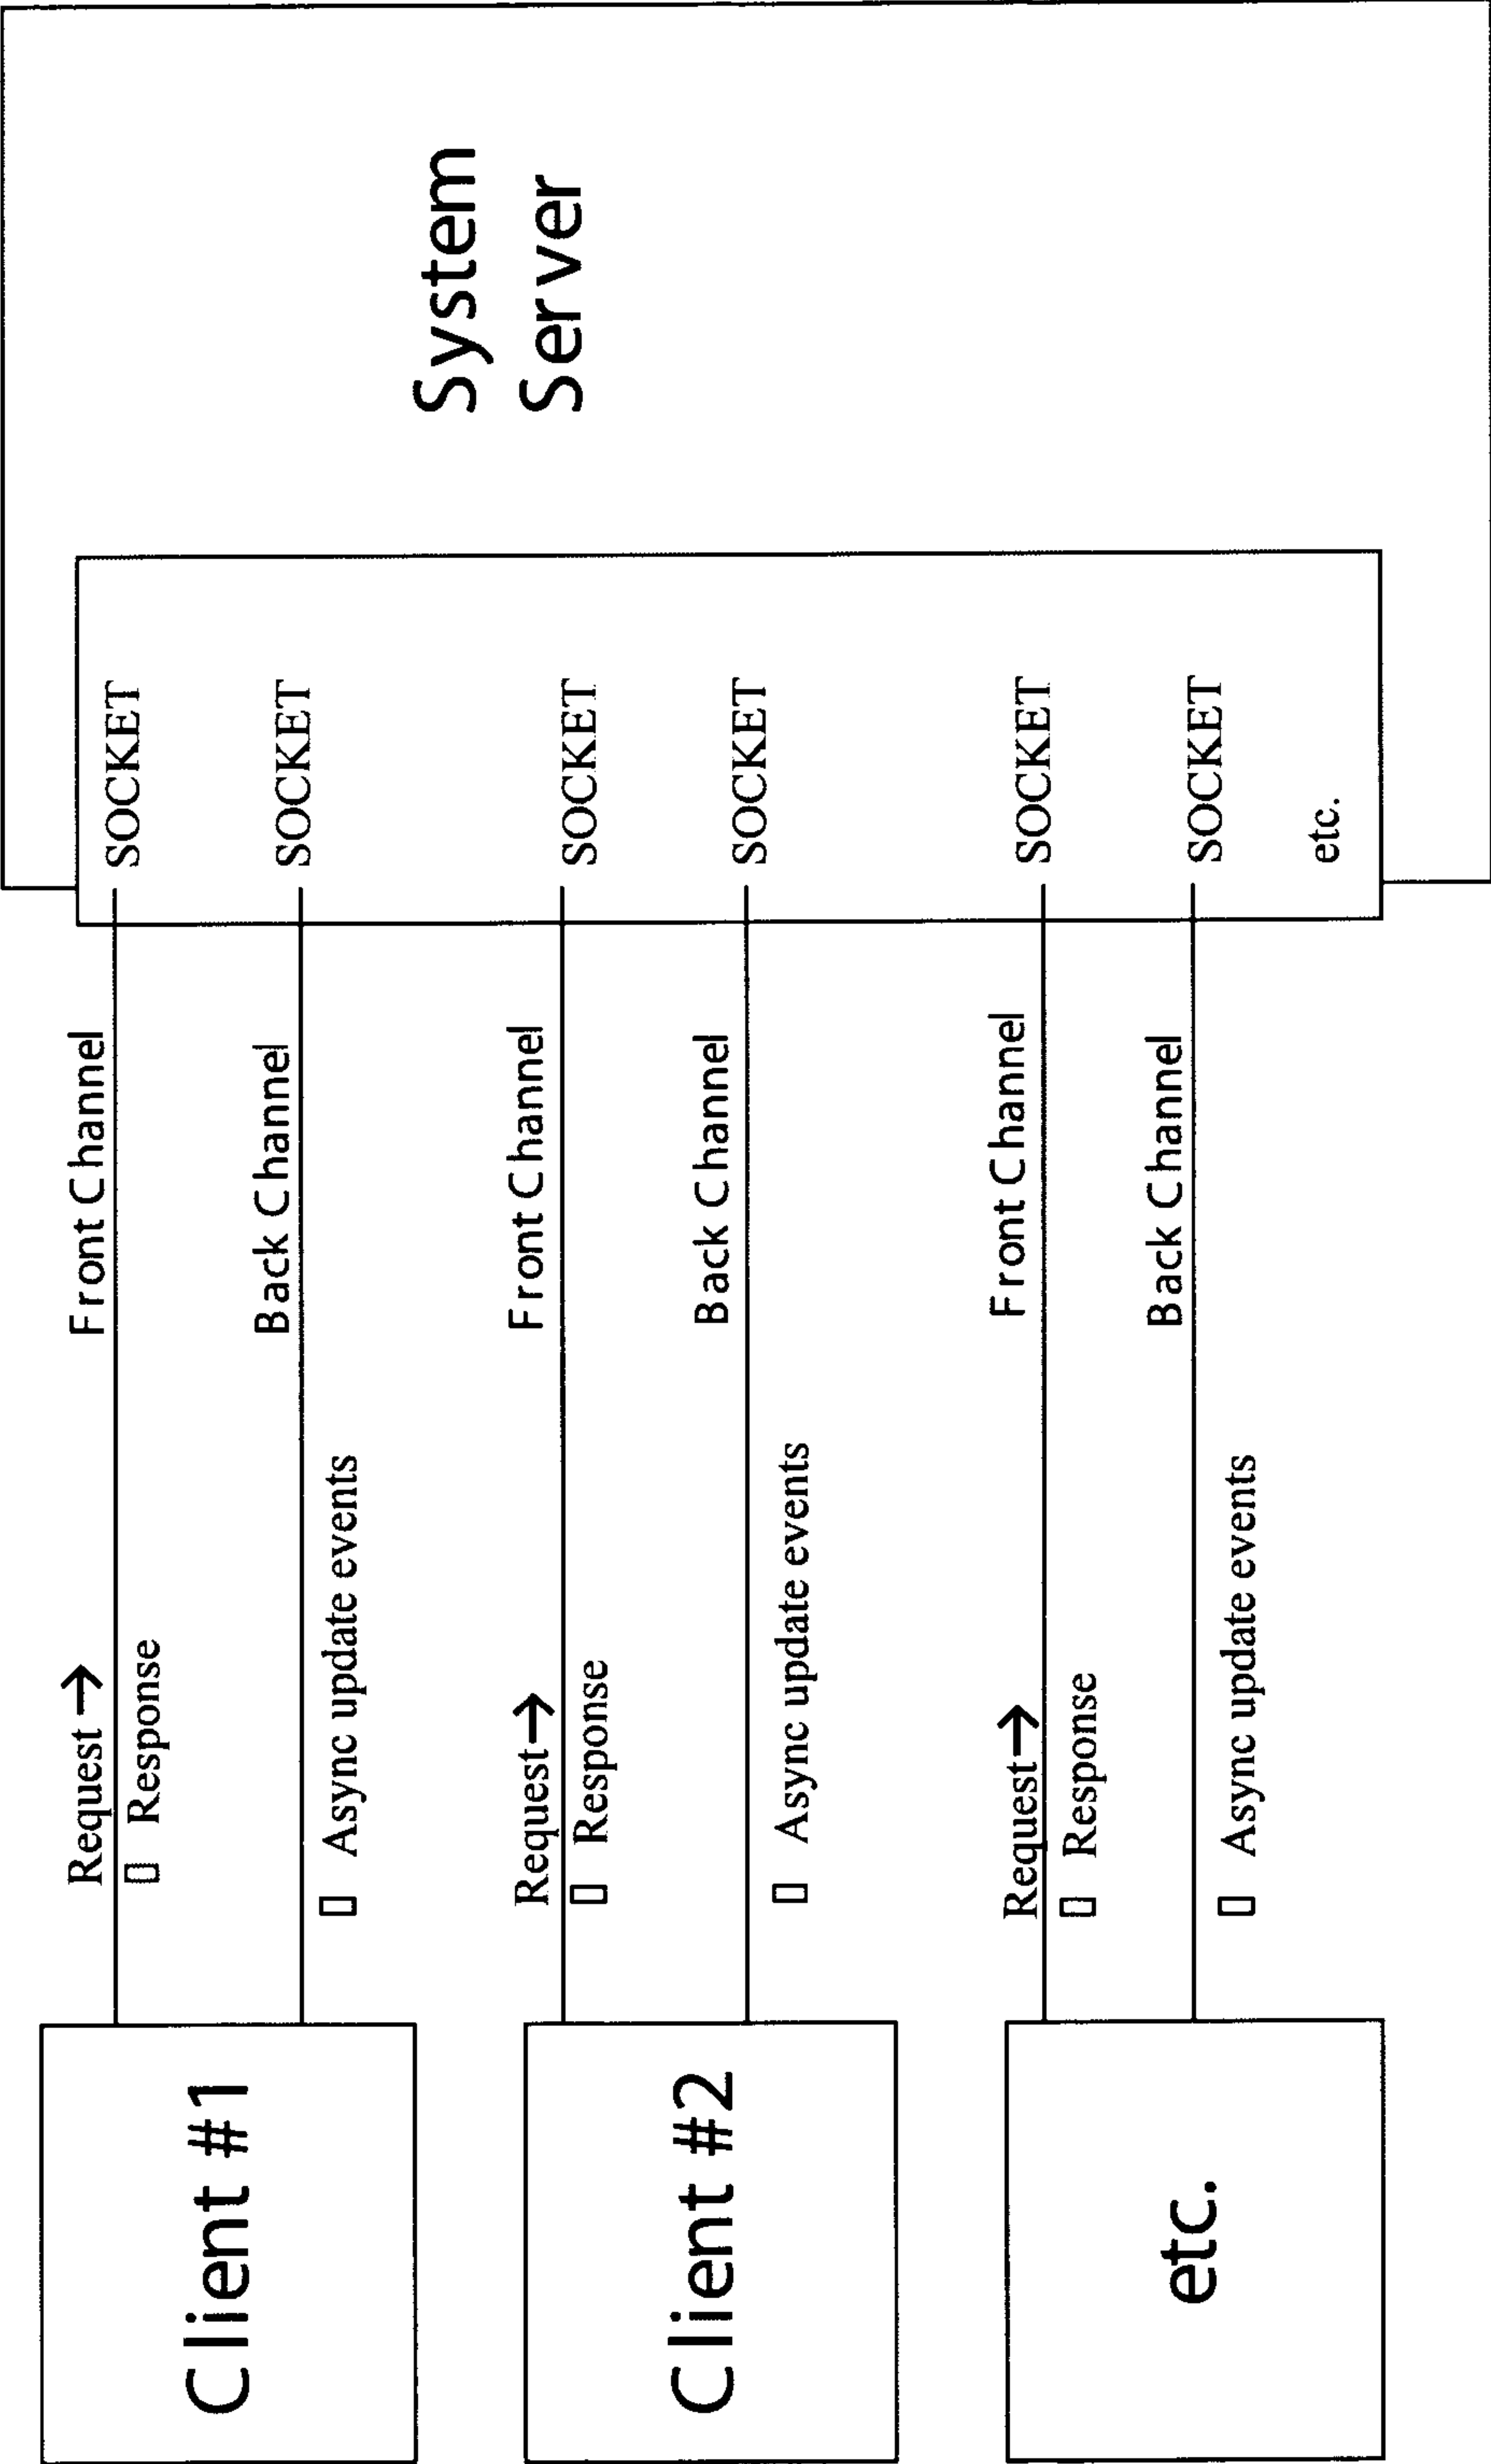 Client #1
Request →
▯ Response
Front Channel
SOCKET
▯ Async update events
Back Channel
SOCKET
Client #2
Request→
▯ Response
Front Channel
SOCKET
▯ Async update events
Back Channel
SOCKET
etc.
Request→
▯ Response
Front Channel
SOCKET
▯ Async update events
Back Channel
SOCKET
etc.
System
Server